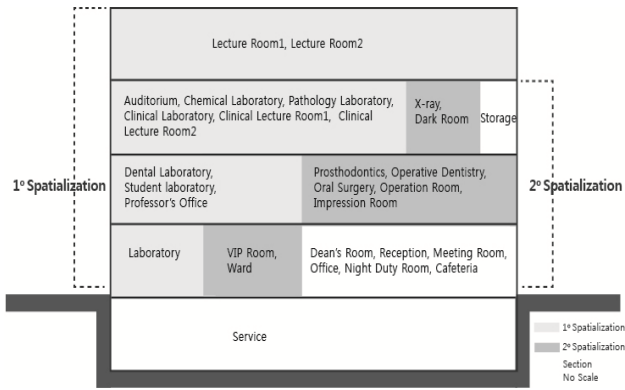 Lecture Room1, Lecture Room2
Auditorium, Chemical Laboratory, Pathology Laboratory,
Clinical Laboratory, Clinical Lecture Room1, Clinical
Lecture Room2
X-ray,
Dark Room
Storage
1º Spatialization
Dental Laboratory,
Student laboratory,
Professor's Office
Prosthodontics, Operative Dentistry,
Oral Surgery, Operation Room,
Impression Room
2º Spatialization
Laboratory
VIP Room,
Ward
Dean's Room, Reception, Meeting Room,
Office, Night Duty Room, Cafeteria
Service
1º Spatialization
2º Spatialization
Section
No Scale